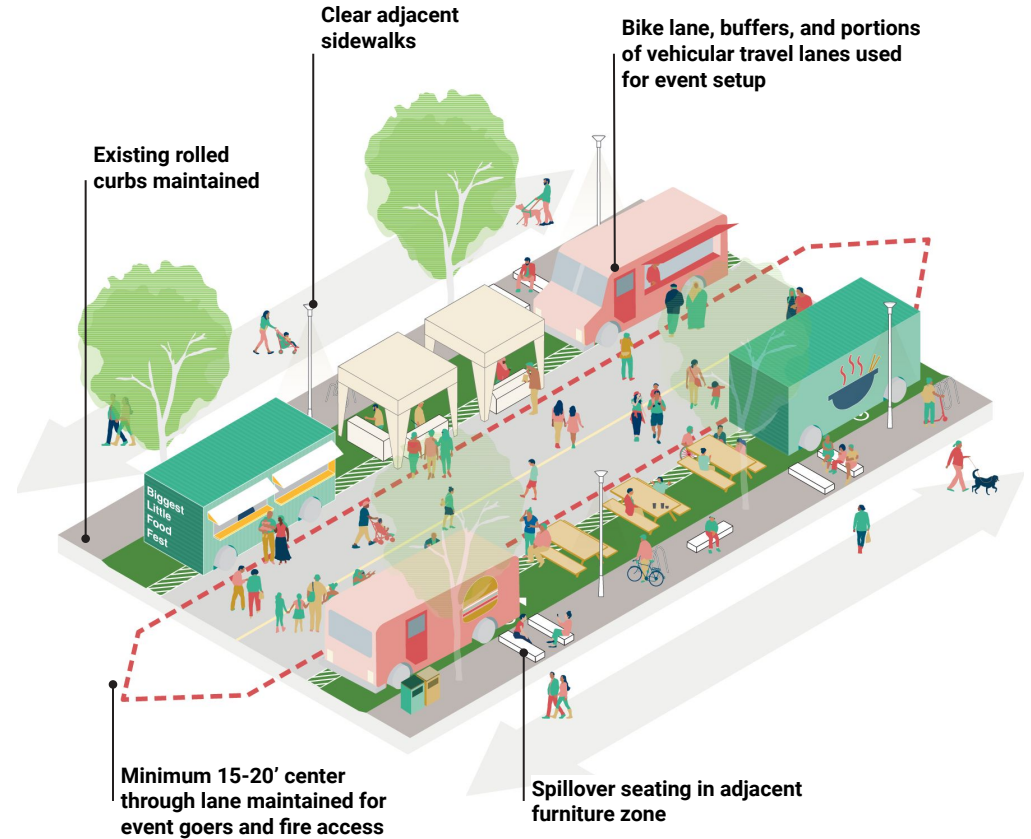 Clear adjacent
sidewalks
Bike lane, buffers, and portions
of vehicular travel lanes used
for event setup
Existing rolled
curbs maintained
Biggest
Little
Food
Fest
Minimum 15-20’ center
through lane maintained for
event goers and fire access
Spillover seating in adjacent
furniture zone